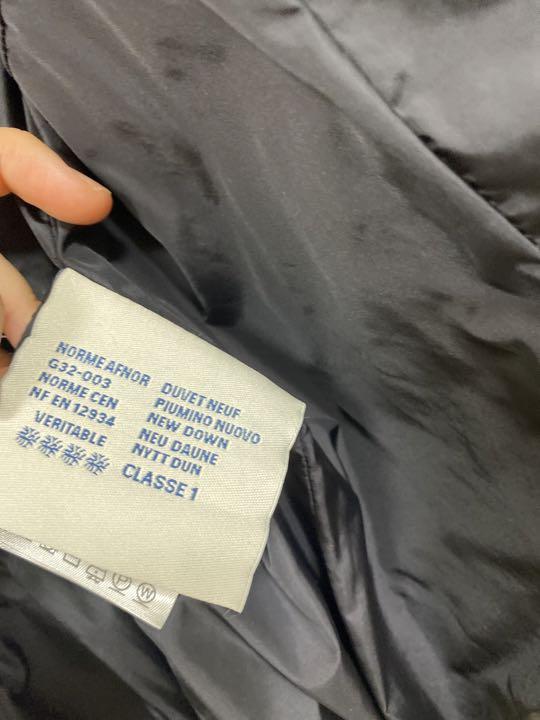 NORME AFNOR
G32-003
NORME CEN
NF EN 12934
VERITABLE
DUVET NEUF
PIUMINO NUOVO
NEW DOWN
NEU DAUNE
NYTT DUN
CLASSE 1
P
W